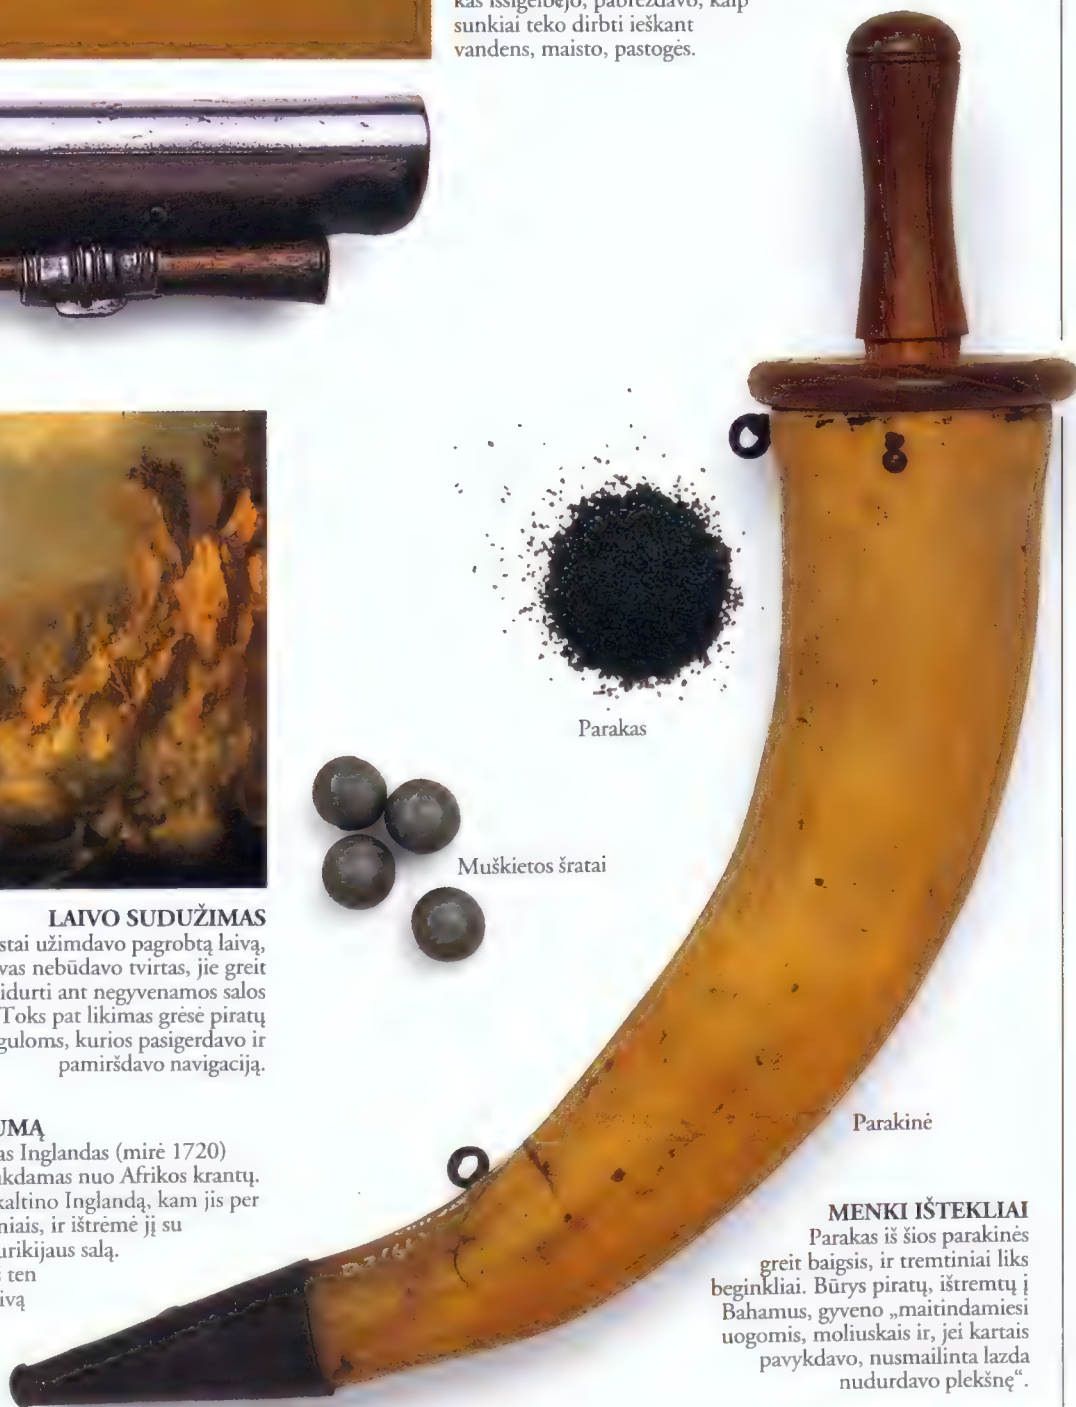 kas išsigelbėjo, pabrėždavo, kaip
sunkiai teko dirbti ieškant
vandens, maisto, pastogės.
Parakas
Muškietos šratai
LAIVO SUDUŽIMAS
stai užimdavo pagrobtą laivą,
vas nebūdavo tvirtas, jie greit
idurti ant negyvenamos salos
Toks pat likimas grėsė piratų
guloms, kurios pasigerdavo ir
pamiršdavo navigaciją.
UMĄ
as Inglandas (mirė 1720)
kdamas nuo Afrikos krantų.
kaltino Inglandą, kam jis per
niais, ir ištrėmė jį su
urikijaus salą.
ten
ivą
Parakinė
MENKI IŠTEKLIAI
Parakas iš šios parakinės
greit baigsis, ir tremtiniai liks
beginkliai. Būrys piratų, ištremtų į
Bahamus, gyveno „maitindamiesi
uogomis, moliuskais ir, jei kartais
pavykdavo, nusmailinta lazda
nudurdavo plekšnę“.